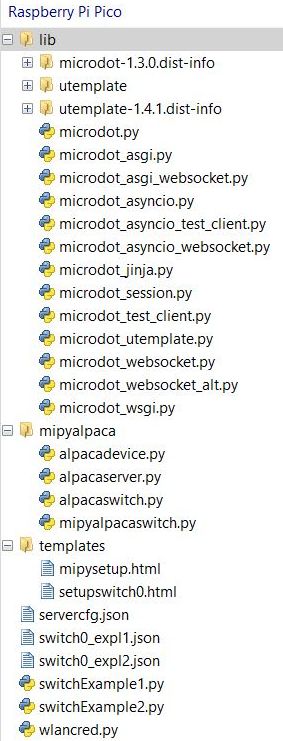 Raspberry Pi Pico
lib
microdot-1.3.0.dist-info
utemplate
utemplate-1.4.1.dist-info
microdot.py
microdot_asgi.py
microdot_asgi_websocket.py
microdot_asyncio.py
microdot_asyncio_test_client.py
microdot_asyncio_websocket.py
microdot_jinja.py
microdot_session.py
microdot_test_client.py
microdot_utemplate.py
microdot_websocket.py
microdot_websocket_alt.py
microdot_wsgi.py
mipyalpaca
alpacadevice.py
alpacaserver.py
alpacaswitch.py
mipyalpacaswitch.py
templates
mipysetup.html
setupswitch0.html
servercfg.json
switch0_expl1.json
switch0_expl2.json
switchExample1.py
switchExample2.py
wlancred.py